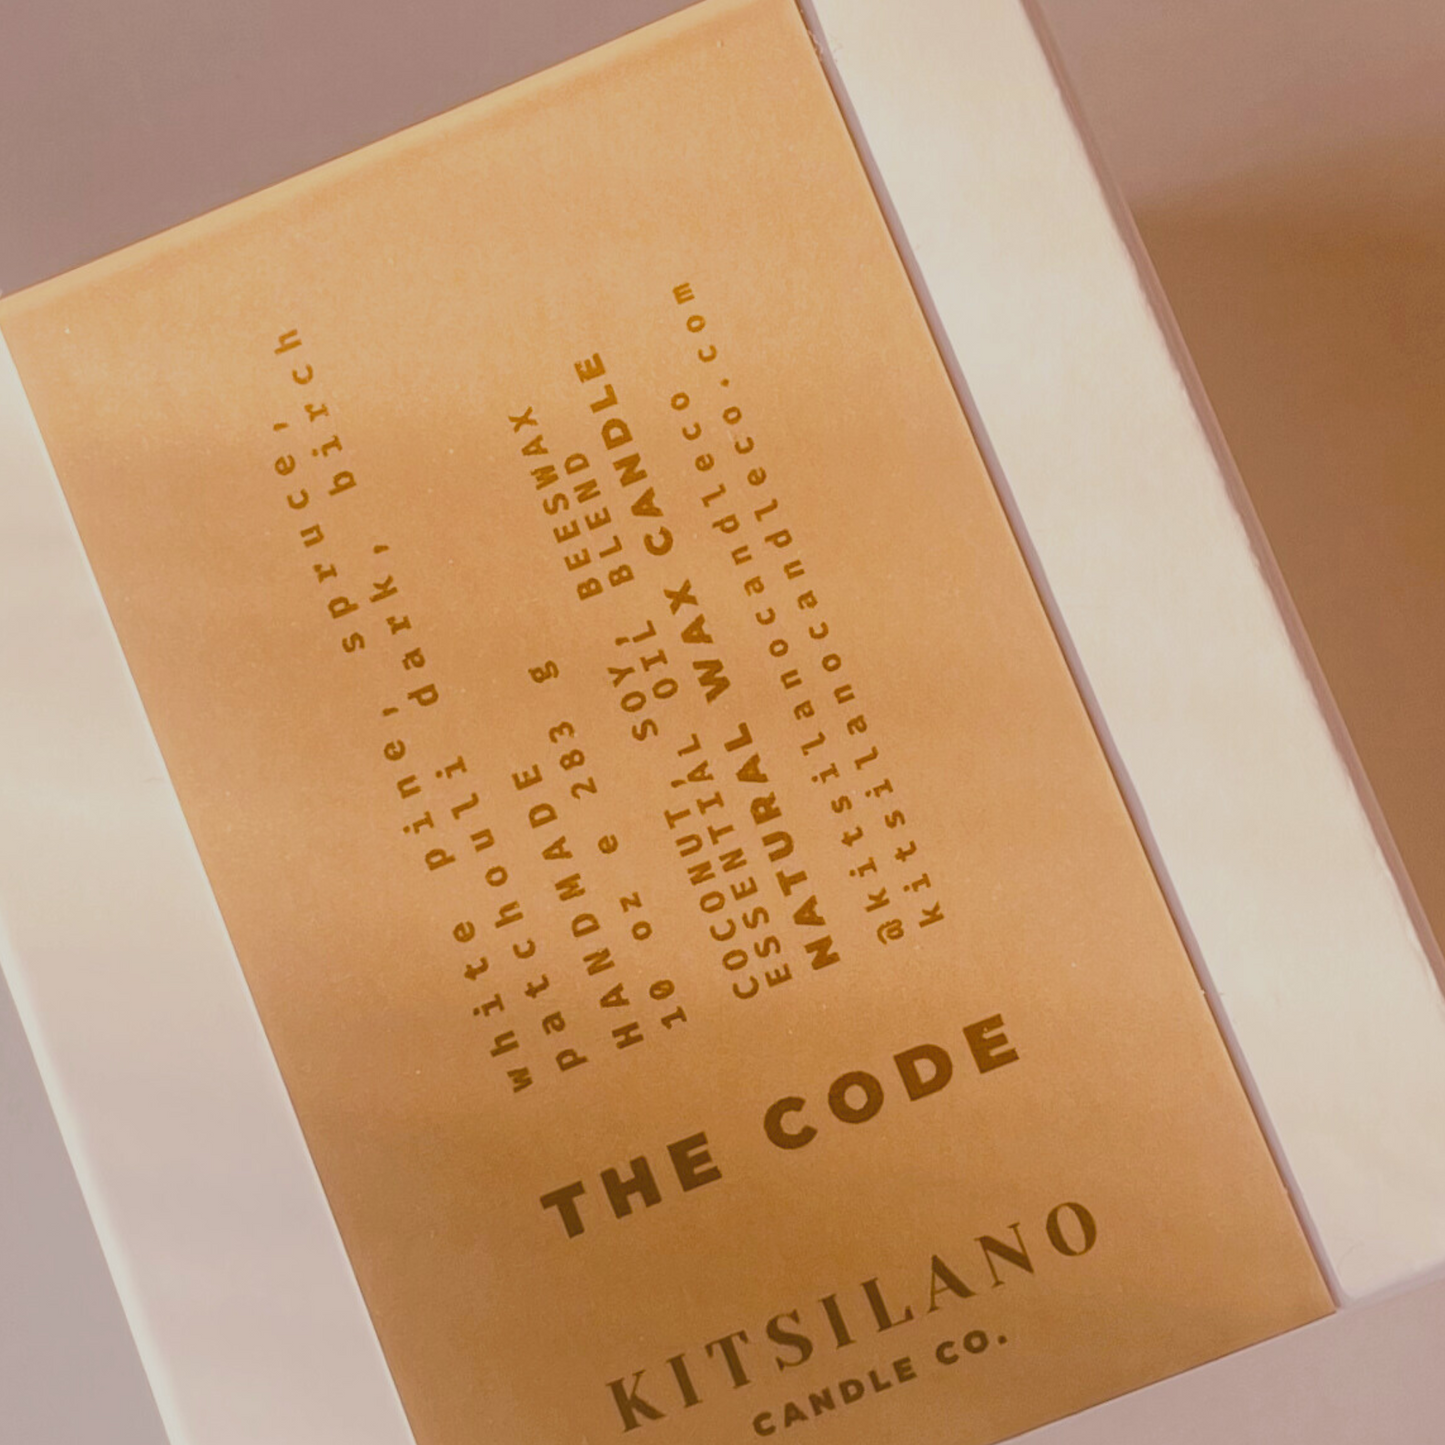 white pine, spruce,
patchouli dark, birch
HANDMADE
10 oz e 283 g
COCONUT, SOY, BEESWAX
ESSENTIAL OIL BLEND
NATURAL WAX CANDLE
@kitsilanocandleco
kitsilanocandleco.com
THE CODE
KITSILANO
CANDLE CO.